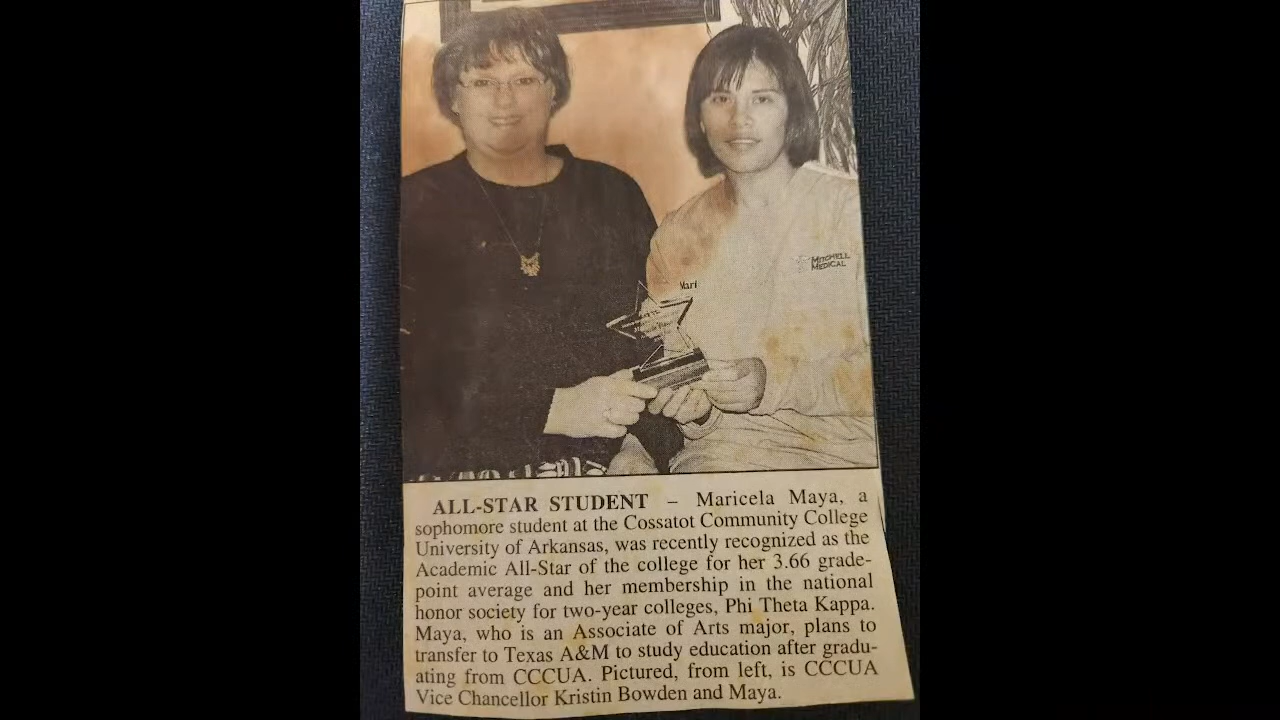 MITCHELL
MEDICAL
Mari
ALL-STAR STUDENT – Maricela Maya, a
sophomore student at the Cossatot Community College
University of Arkansas, was recently recognized as the
Academic All-Star of the college for her 3.66 grade-
point average and her membership in the national
honor society for two-year colleges, Phi Theta Kappa.
Maya, who is an Associate of Arts major, plans to
transfer to Texas A&M to study education after gradu-
ating from CCCUA. Pictured, from left, is CCCUA
Vice Chancellor Kristin Bowden and Maya.